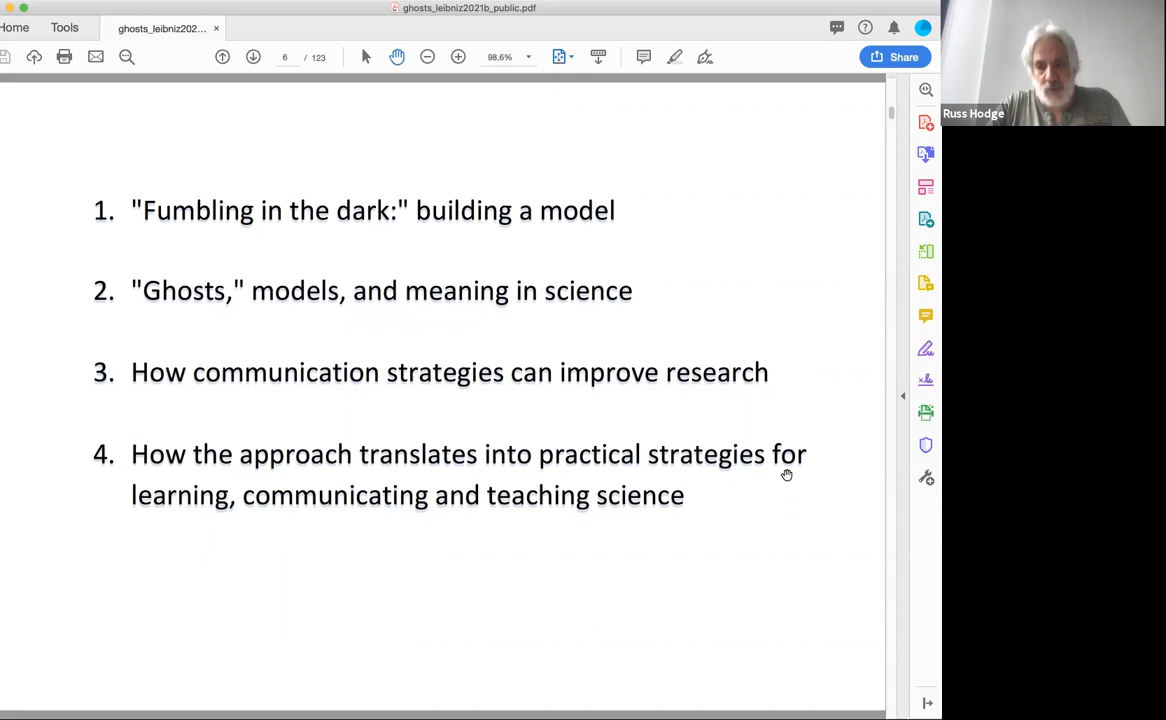 ghosts_leibniz2021b_public.pdf
Home
Tools
ghosts_leibniz202...
×
6 / 123
98,6%
Share
Russ Hodge
1. "Fumbling in the dark:" building a model
2. "Ghosts," models, and meaning in science
3. How communication strategies can improve research
4. How the approach translates into practical strategies for
learning, communicating and teaching science